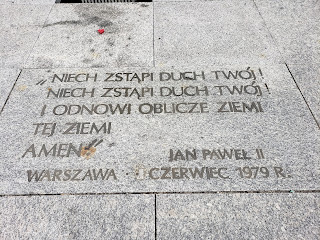 „NIECH ZSTĄPI DUCH TWÓJ!
NIECH ZSTĄPI DUCH TWÓJ!
I ODNOWI OBLICZE ZIEMI
TEJ ZIEMI
AMEN”
JAN PAWEŁ II
WARSZAWA · CZERWIEC 1979 R.